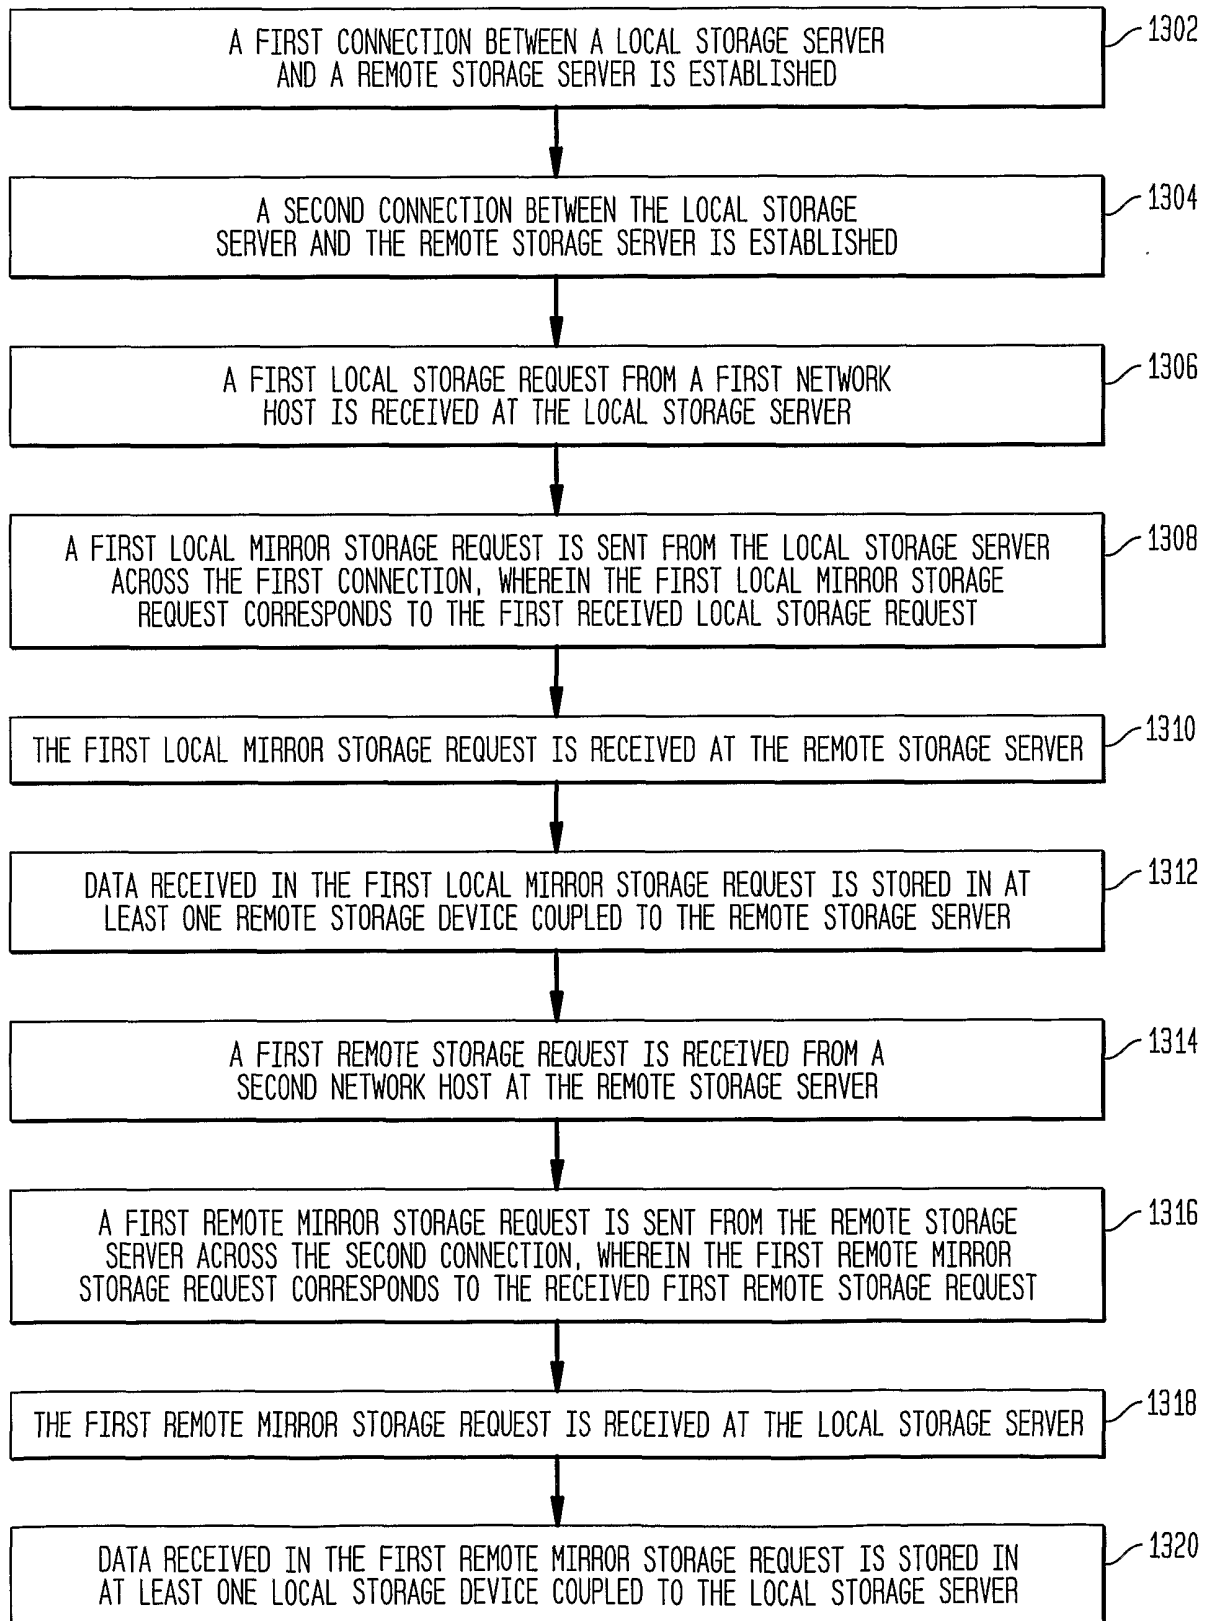 A FIRST CONNECTION BETWEEN A LOCAL STORAGE SERVER
AND A REMOTE STORAGE SERVER IS ESTABLISHED
1302
A SECOND CONNECTION BETWEEN THE LOCAL STORAGE
SERVER AND THE REMOTE STORAGE SERVER IS ESTABLISHED
1304
A FIRST LOCAL STORAGE REQUEST FROM A FIRST NETWORK
HOST IS RECEIVED AT THE LOCAL STORAGE SERVER
1306
A FIRST LOCAL MIRROR STORAGE REQUEST IS SENT FROM THE LOCAL STORAGE SERVER
ACROSS THE FIRST CONNECTION, WHEREIN THE FIRST LOCAL MIRROR STORAGE
REQUEST CORRESPONDS TO THE FIRST RECEIVED LOCAL STORAGE REQUEST
1308
THE FIRST LOCAL MIRROR STORAGE REQUEST IS RECEIVED AT THE REMOTE STORAGE SERVER
1310
DATA RECEIVED IN THE FIRST LOCAL MIRROR STORAGE REQUEST IS STORED IN AT
LEAST ONE REMOTE STORAGE DEVICE COUPLED TO THE REMOTE STORAGE SERVER
1312
A FIRST REMOTE STORAGE REQUEST IS RECEIVED FROM A
SECOND NETWORK HOST AT THE REMOTE STORAGE SERVER
1314
A FIRST REMOTE MIRROR STORAGE REQUEST IS SENT FROM THE REMOTE STORAGE
SERVER ACROSS THE SECOND CONNECTION, WHEREIN THE FIRST REMOTE MIRROR
STORAGE REQUEST CORRESPONDS TO THE RECEIVED FIRST REMOTE STORAGE REQUEST
1316
THE FIRST REMOTE MIRROR STORAGE REQUEST IS RECEIVED AT THE LOCAL STORAGE SERVER
1318
DATA RECEIVED IN THE FIRST REMOTE MIRROR STORAGE REQUEST IS STORED IN
AT LEAST ONE LOCAL STORAGE DEVICE COUPLED TO THE LOCAL STORAGE SERVER
1320